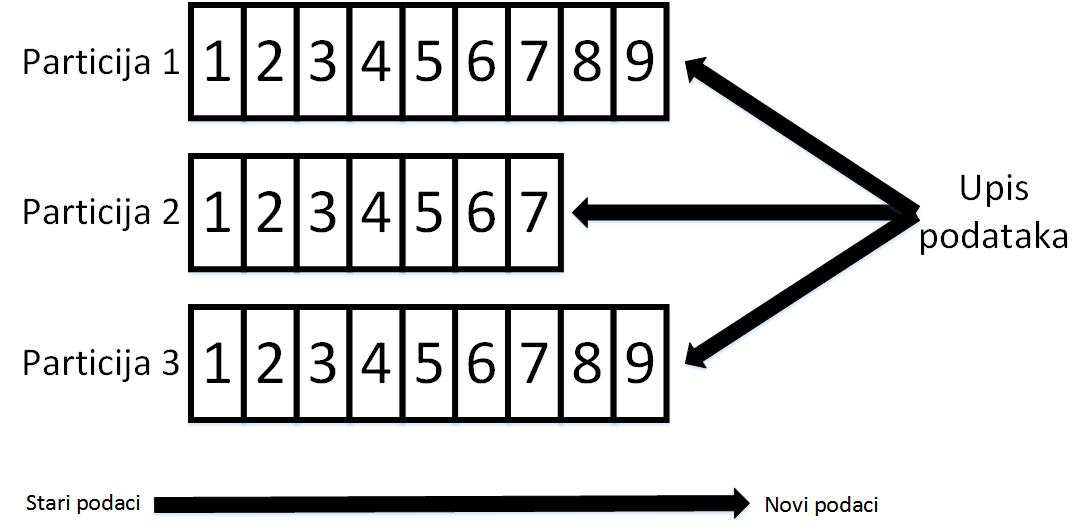 Particija 1 1 2 3 4 5 6 7 8 9
Particija 2 1 2 3 4 5 6 7
Upis
podataka
Particija 3 1 2 3 4 5 6 7 8 9
Stari podaci Novi podaci